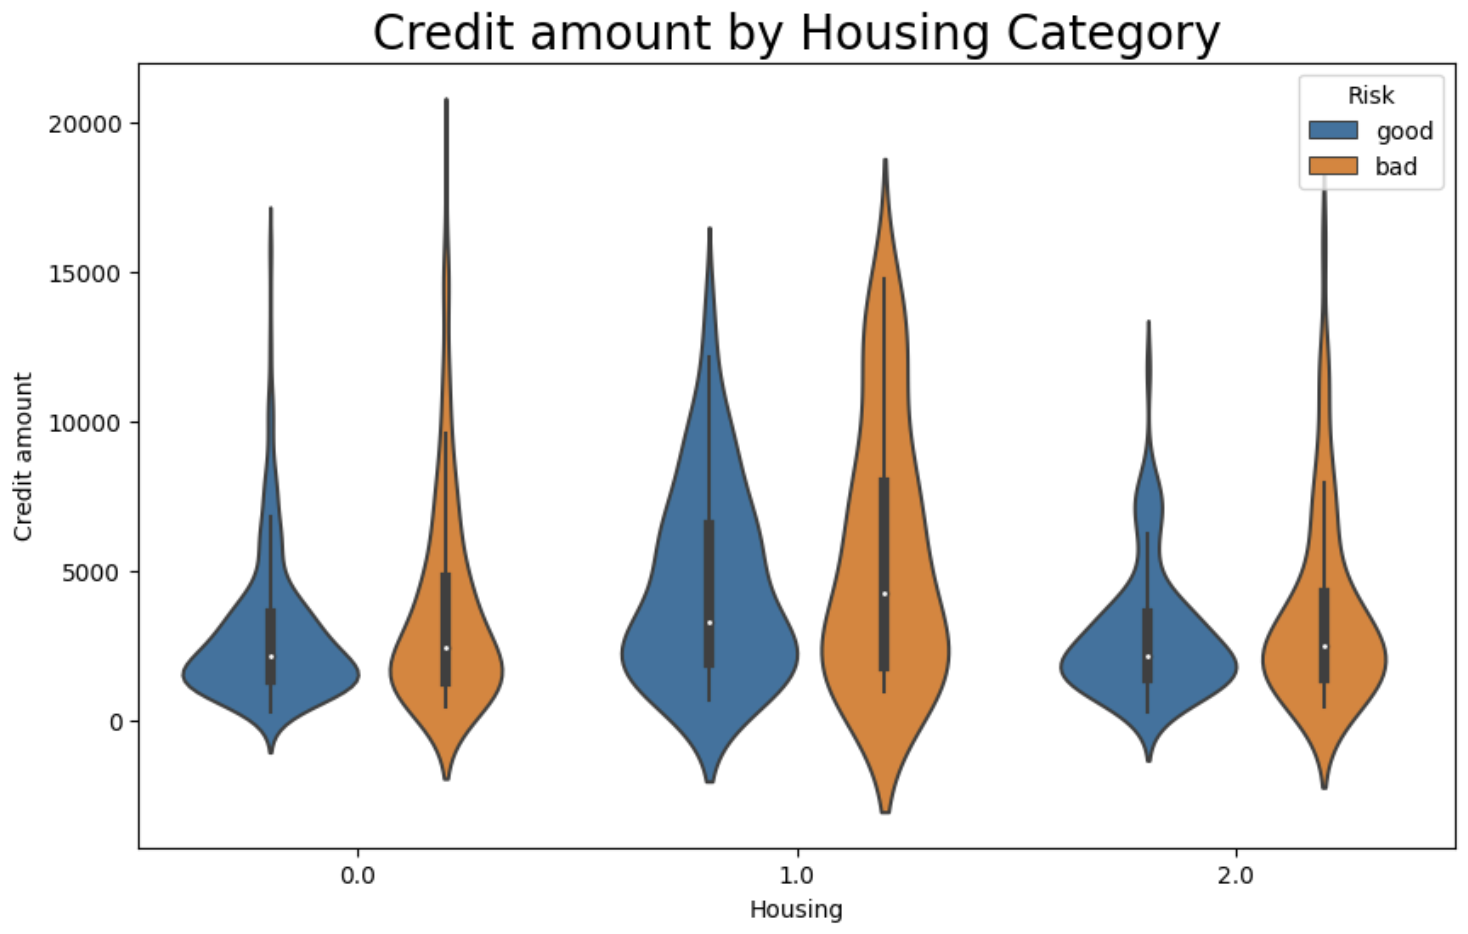 Credit amount by Housing Category
Risk
good
bad
20000
15000
10000
5000
0
Credit amount
0.0 1.0 2.0
Housing